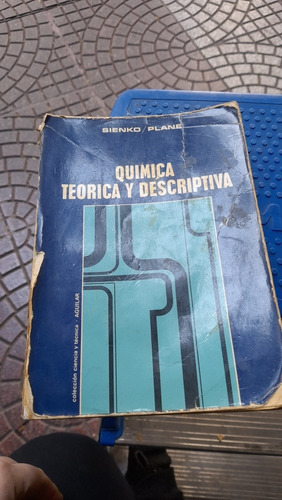 SIENKO / PLANE
QUIMICA
TEORICA Y DESCRIPTIVA
colección ciencia y técnica - AGUILAR